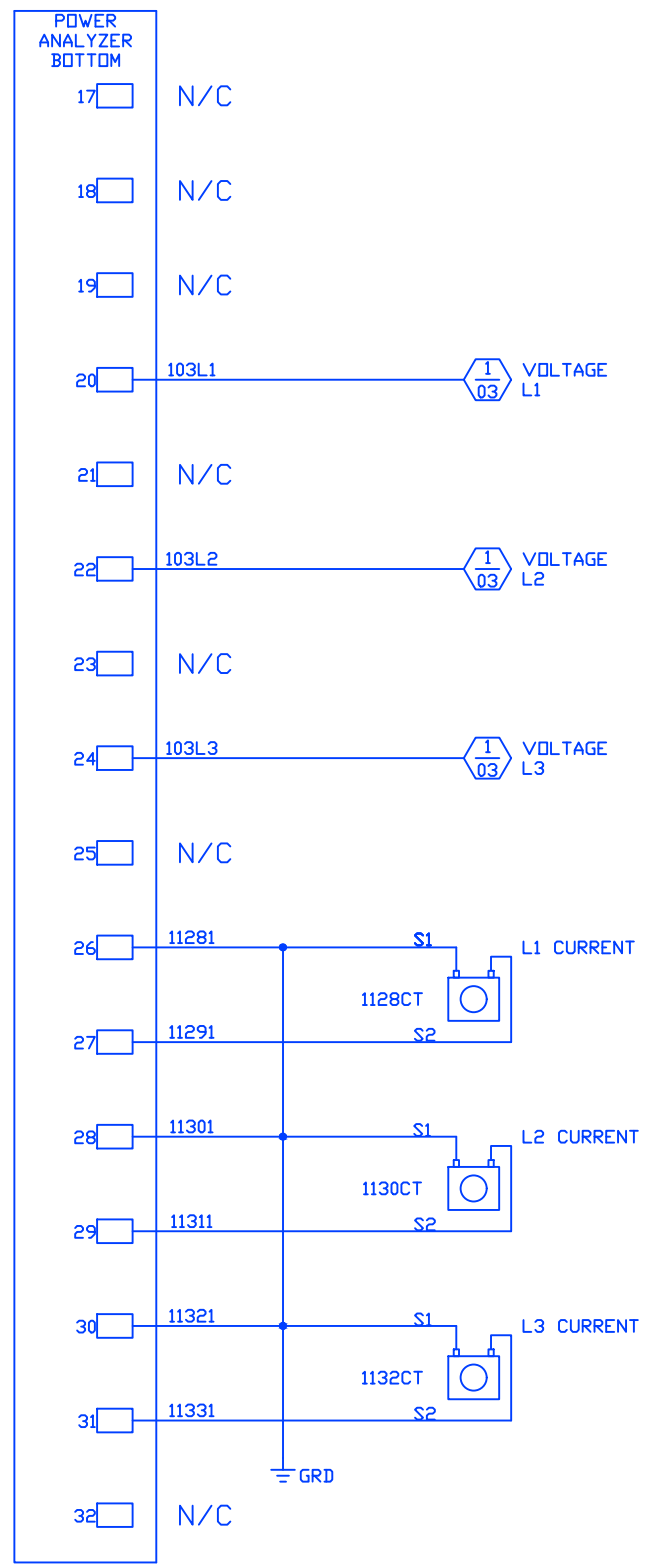 POWER
ANALYZER
BOTTOM
17 N/C
18 N/C
19 N/C
20 103L1 1 VOLTAGE
03 L1
21 N/C
22 103L2 1 VOLTAGE
03 L2
23 N/C
24 103L3 1 VOLTAGE
03 L3
25 N/C
26 11281 S1 L1 CURRENT
1128CT
27 11291 S2
28 11301 S1 L2 CURRENT
1130CT
29 11311 S2
30 11321 S1 L3 CURRENT
1132CT
31 11331 S2
GRD
32 N/C